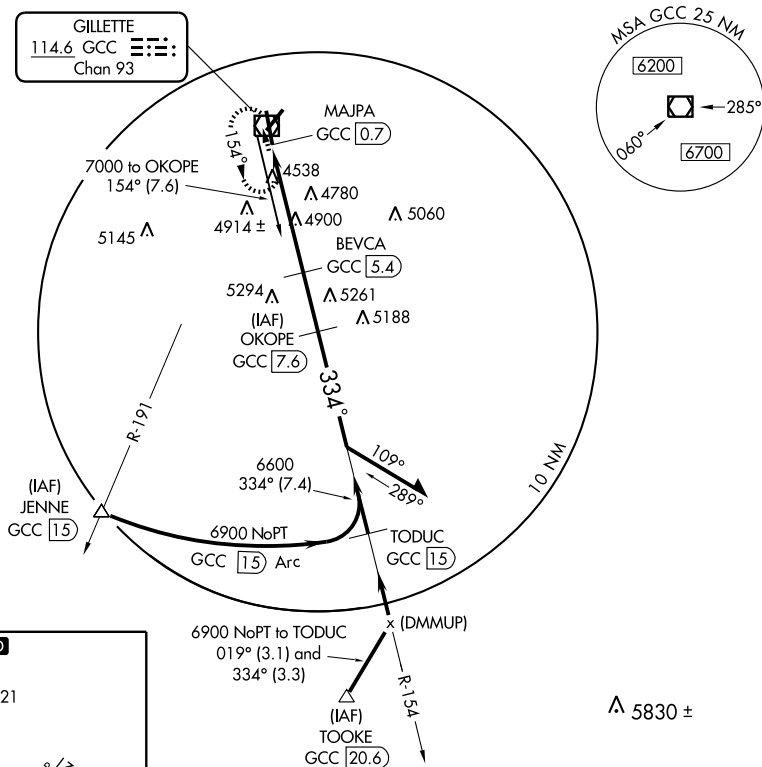 GILLETTE
114.6 GCC
Chan 93
MSA GCC 25 NM
6200
285°
060°
6700
MAJPA
GCC 0.7
154°
7000 to OKOPE
154° (7.6)
4538
4780
4914 ±
4900
5060
5145
BEVCA
GCC 5.4
5294
5261
5188
(IAF)
OKOPE
GCC 7.6
334°
R-191
109°
289°
10 NM
6600
334° (7.4)
(IAF)
JENNE
GCC 15
6900 NoPT
GCC 15 Arc
TODUC
GCC 15
6900 NoPT to TODUC
019° (3.1) and
334° (3.3)
x (DMMUP)
R-154
(IAF)
TOOKE
GCC 20.6
5830 ±
21